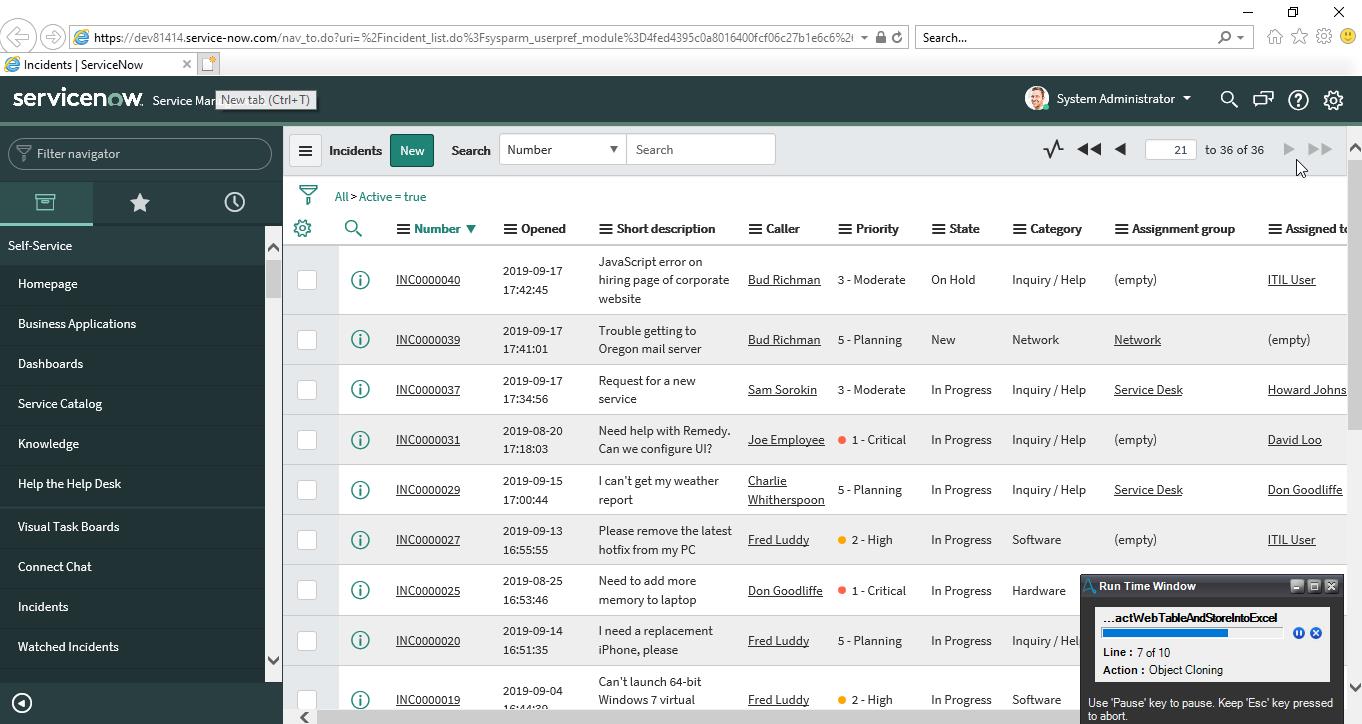 https://dev81414.service-now.com/nav_to.do?uri=%2Fincident_list.do%3Fsysparm_userpref_module%3D4fed4395c0a8016400fcf06c27b1e6c6%2
Search...
Incidents | ServiceNow
servicenow. Service Mar
New tab (Ctrl+T)
System Administrator
Filter navigator
Incidents New Search Number Search 21 to 36 of 36
All > Active = true
Number Opened Short description Caller Priority State Category Assignment group Assigned to
Self-Service
Homepage
Business Applications
Dashboards
Service Catalog
Knowledge
Help the Help Desk
Visual Task Boards
Connect Chat
Incidents
Watched Incidents
INC0000040 2019-09-17 17:42:45 JavaScript error on hiring page of corporate website Bud Richman 3 - Moderate On Hold Inquiry / Help (empty) ITIL User
INC0000039 2019-09-17 17:41:01 Trouble getting to Oregon mail server Bud Richman 5 - Planning New Network Network (empty)
INC0000037 2019-09-17 17:34:56 Request for a new service Sam Sorokin 3 - Moderate In Progress Inquiry / Help Service Desk Howard Johns
INC0000031 2019-08-20 17:18:03 Need help with Remedy. Can we configure UI? Joe Employee 1 - Critical In Progress Inquiry / Help (empty) David Loo
INC0000029 2019-09-15 17:00:44 I can't get my weather report Charlie Whitherspoon 5 - Planning In Progress Inquiry / Help Service Desk Don Goodliffe
INC0000027 2019-09-13 16:55:55 Please remove the latest hotfix from my PC Fred Luddy 2 - High In Progress Software (empty) ITIL User
INC0000025 2019-08-25 16:53:46 Need to add more memory to laptop Don Goodliffe 1 - Critical In Progress Hardware
INC0000020 2019-09-14 16:51:35 I need a replacement iPhone, please Fred Luddy 5 - Planning In Progress Inquiry / Hel
INC0000019 2019-09-04 16:44:39 Can't launch 64-bit Windows 7 virtual Fred Luddy 2 - High In Progress Software
Run Time Window
...actWebTableAndStoreIntoExcel
Line : 7 of 10
Action : Object Cloning
Use 'Pause' key to pause. Keep 'Esc' key pressed
to abort.